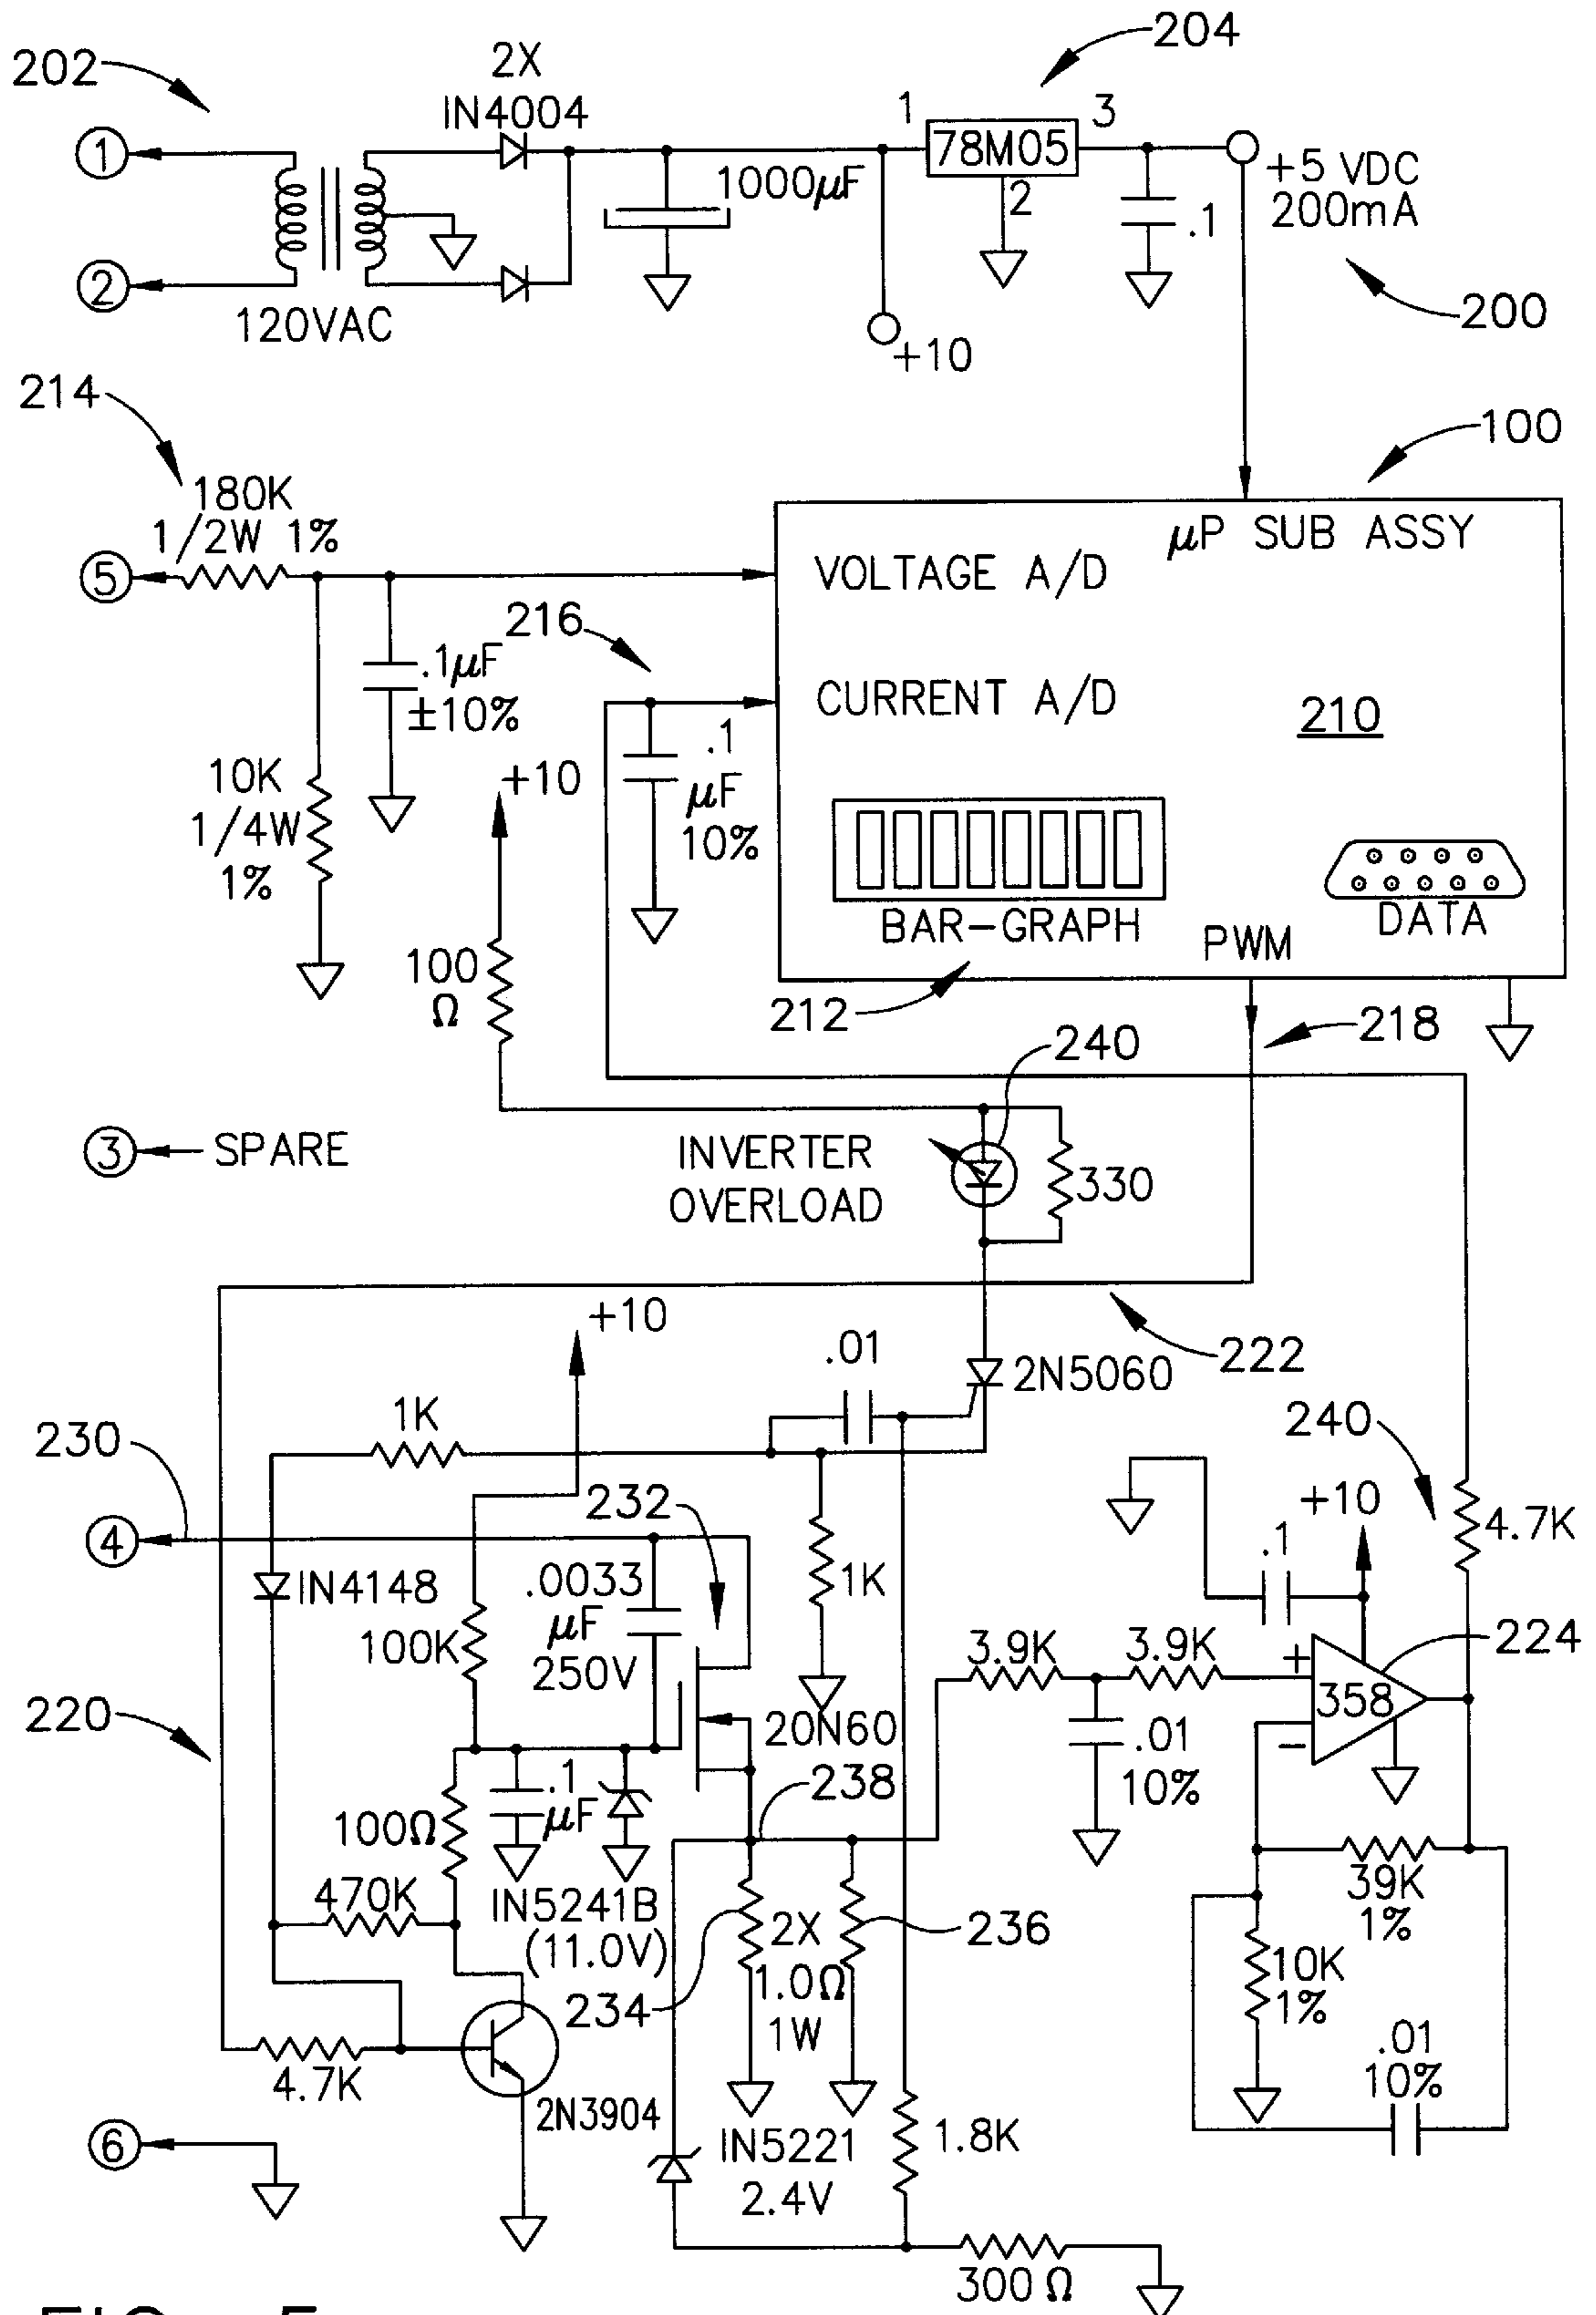 202
2X
IN4004
204
1
78M05
3
2
1
2
120VAC
1000µF
+10
.1
+5 VDC
200mA
200
214
180K
1/2W 1%
5
.1µF
±10%
10K
1/4W
1%
216
100
µP SUB ASSY
VOLTAGE A/D
CURRENT A/D
210
.1
µF
10%
+10
BAR-GRAPH
DATA
PWM
100
Ω
212
218
240
3
SPARE
INVERTER
OVERLOAD
330
+10
222
.01
2N5060
1K
230
4
232
240
+10
.1
4.7K
IN4148
.0033
µF
250V
1K
100K
3.9K
3.9K
+
358
−
224
220
20N60
.1
µF
238
.01
10%
100Ω
IN5241B
(11.0V)
470K
39K
1%
234
2X
1.0Ω
1W
236
10K
1%
4.7K
2N3904
.01
10%
6
IN5221
2.4V
1.8K
300Ω